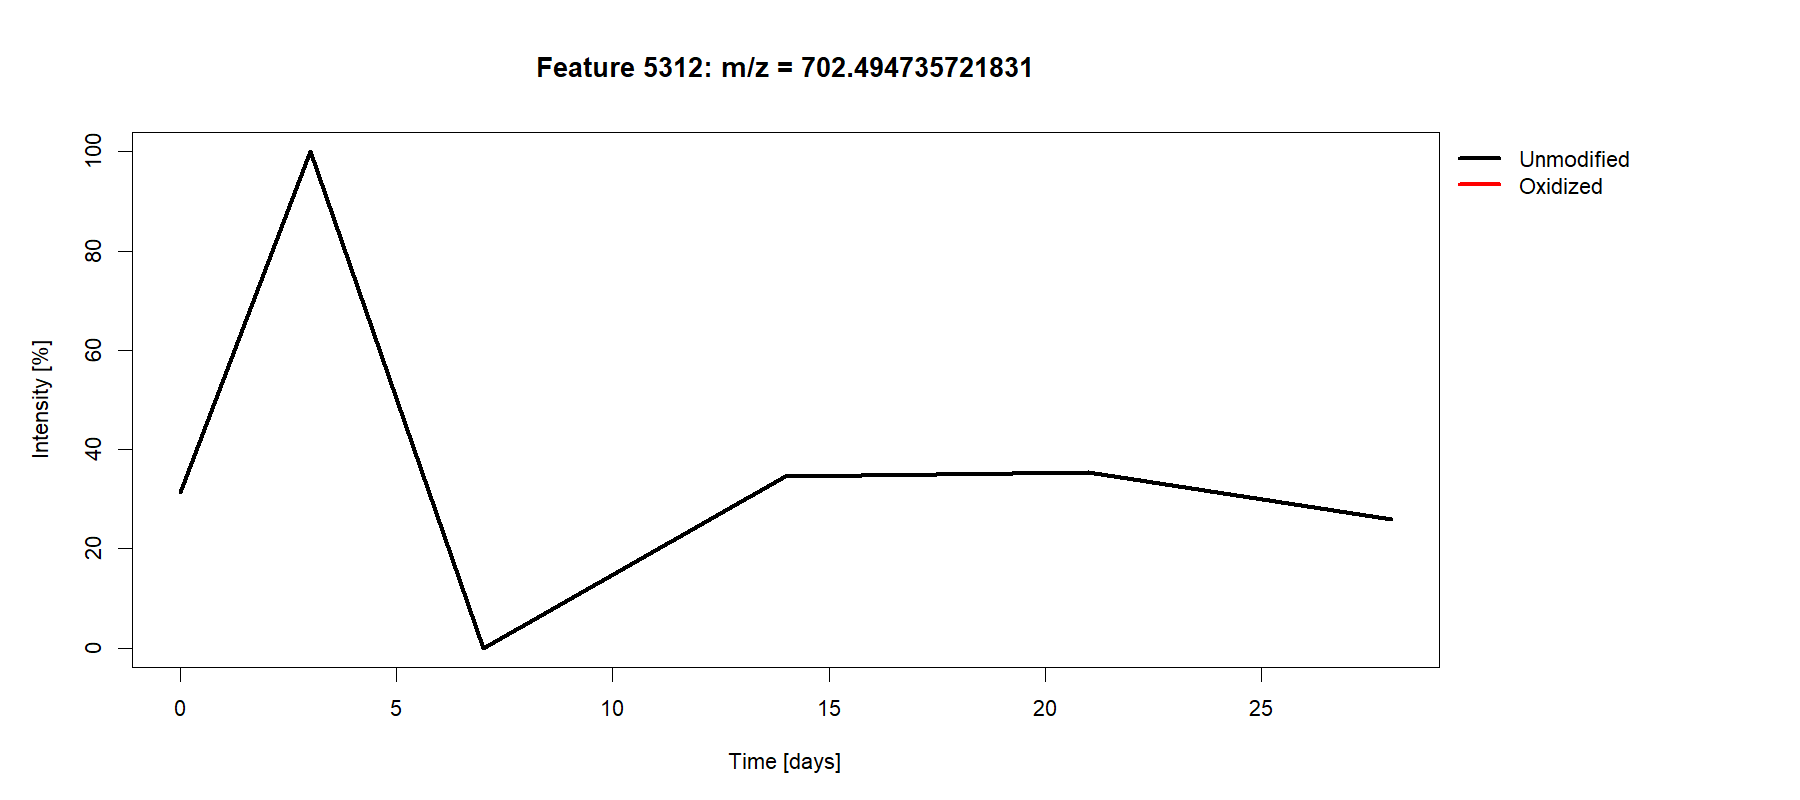 Feature 5312: m/z = 702.494735721831
Unmodified
Oxidized
Intensity [%]
100
80
60
40
20
0
0 5 10 15 20 25
Time [days]